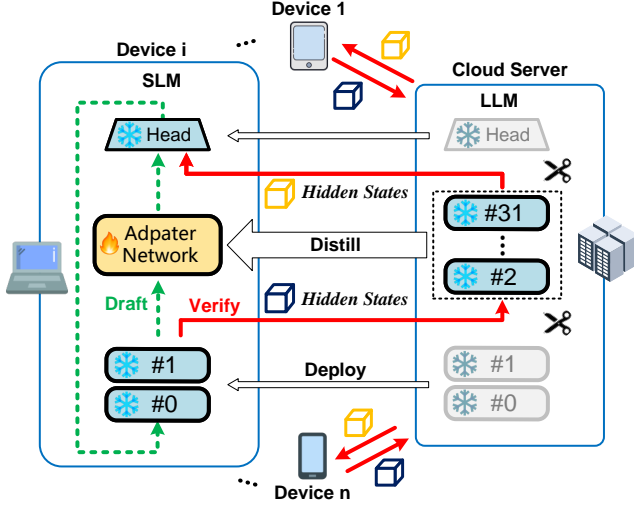 Device 1
Device i
...
Cloud Server
SLM
LLM
Head
Head
Hidden States
#31
Adpater
Network
Distill
#2
Draft
Verify
Hidden States
#1
#0
Deploy
#1
#0
...
Device n